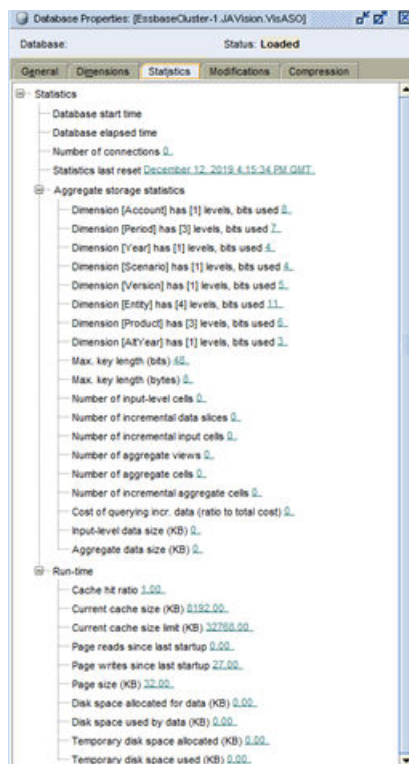 Database Properties: [EssbaseCluster-1.JAVision.VisASO]
Database: Status: Loaded
General Dimensions Statistics Modifications Compression
Statistics
Database start time
Database elapsed time
Number of connections 0
Statistics last reset December 12, 2019 4:15:34 PM GMT
Aggregate storage statistics
Dimension [Account] has [1] levels, bits used 8
Dimension [Period] has [3] levels, bits used 7
Dimension [Year] has [1] levels, bits used 4
Dimension [Scenario] has [1] levels, bits used 4
Dimension [Version] has [1] levels, bits used 5
Dimension [Entity] has [4] levels, bits used 11
Dimension [Product] has [3] levels, bits used 6
Dimension [AltYear] has [1] levels, bits used 3
Max. key length (bits) 48
Max. key length (bytes) 8
Number of input-level cells 0
Number of incremental data slices 0
Number of incremental input cells 0
Number of aggregate views 0
Number of aggregate cells 0
Number of incremental aggregate cells 0
Cost of querying incr. data (ratio to total cost) 0
Input-level data size (KB) 0
Aggregate data size (KB) 0
Run-time
Cache hit ratio 1.00
Current cache size (KB) 8192.00
Current cache size limit (KB) 32768.00
Page reads since last startup 0.00
Page writes since last startup 27.00
Page size (KB) 32.00
Disk space allocated for data (KB) 0.00
Disk space used by data (KB) 0.00
Temporary disk space allocated (KB) 0.00
Temporary disk space used (KB) 0.00